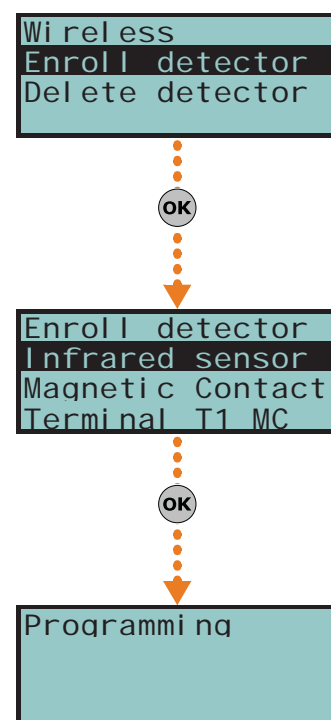 Wireless
Enroll detector
Delete detector
OK
Enroll detector
Infrared sensor
Magnetic Contact
Terminal T1 MC
OK
Programming